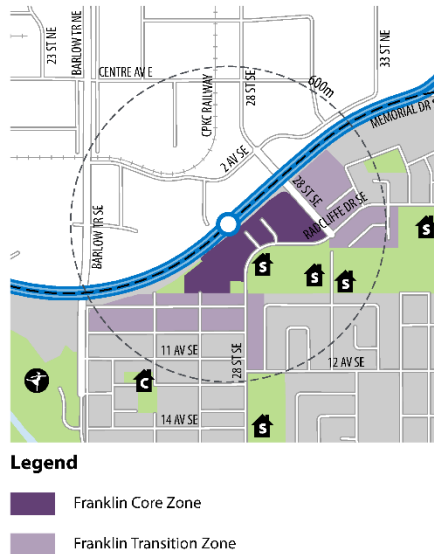 23 ST NE
BARLOW TR NE
CENTRE AV E
CPKC RAILWAY
28 ST SE
600m
33 ST NE
MEMORIAL DR
2 AV SE
28 ST SE
RADCLIFFE DR SE
BARLOW TR SE
S
S
S
S
11 AV SE
28 ST SE
12 AV SE
C
14 AV SE
S
Legend
Franklin Core Zone
Franklin Transition Zone